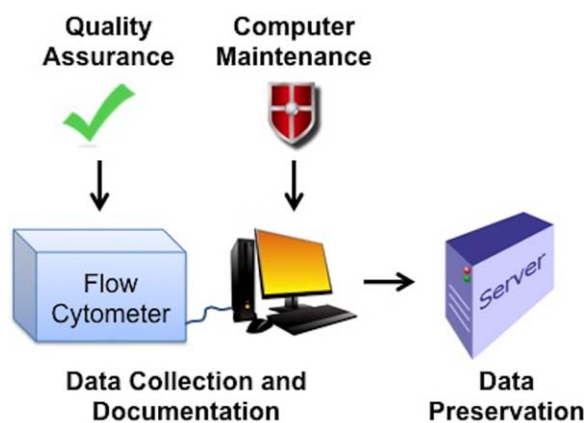 Quality
Assurance
Computer
Maintenance
Flow
Cytometer
Server
Data Collection and
Documentation
Data
Preservation